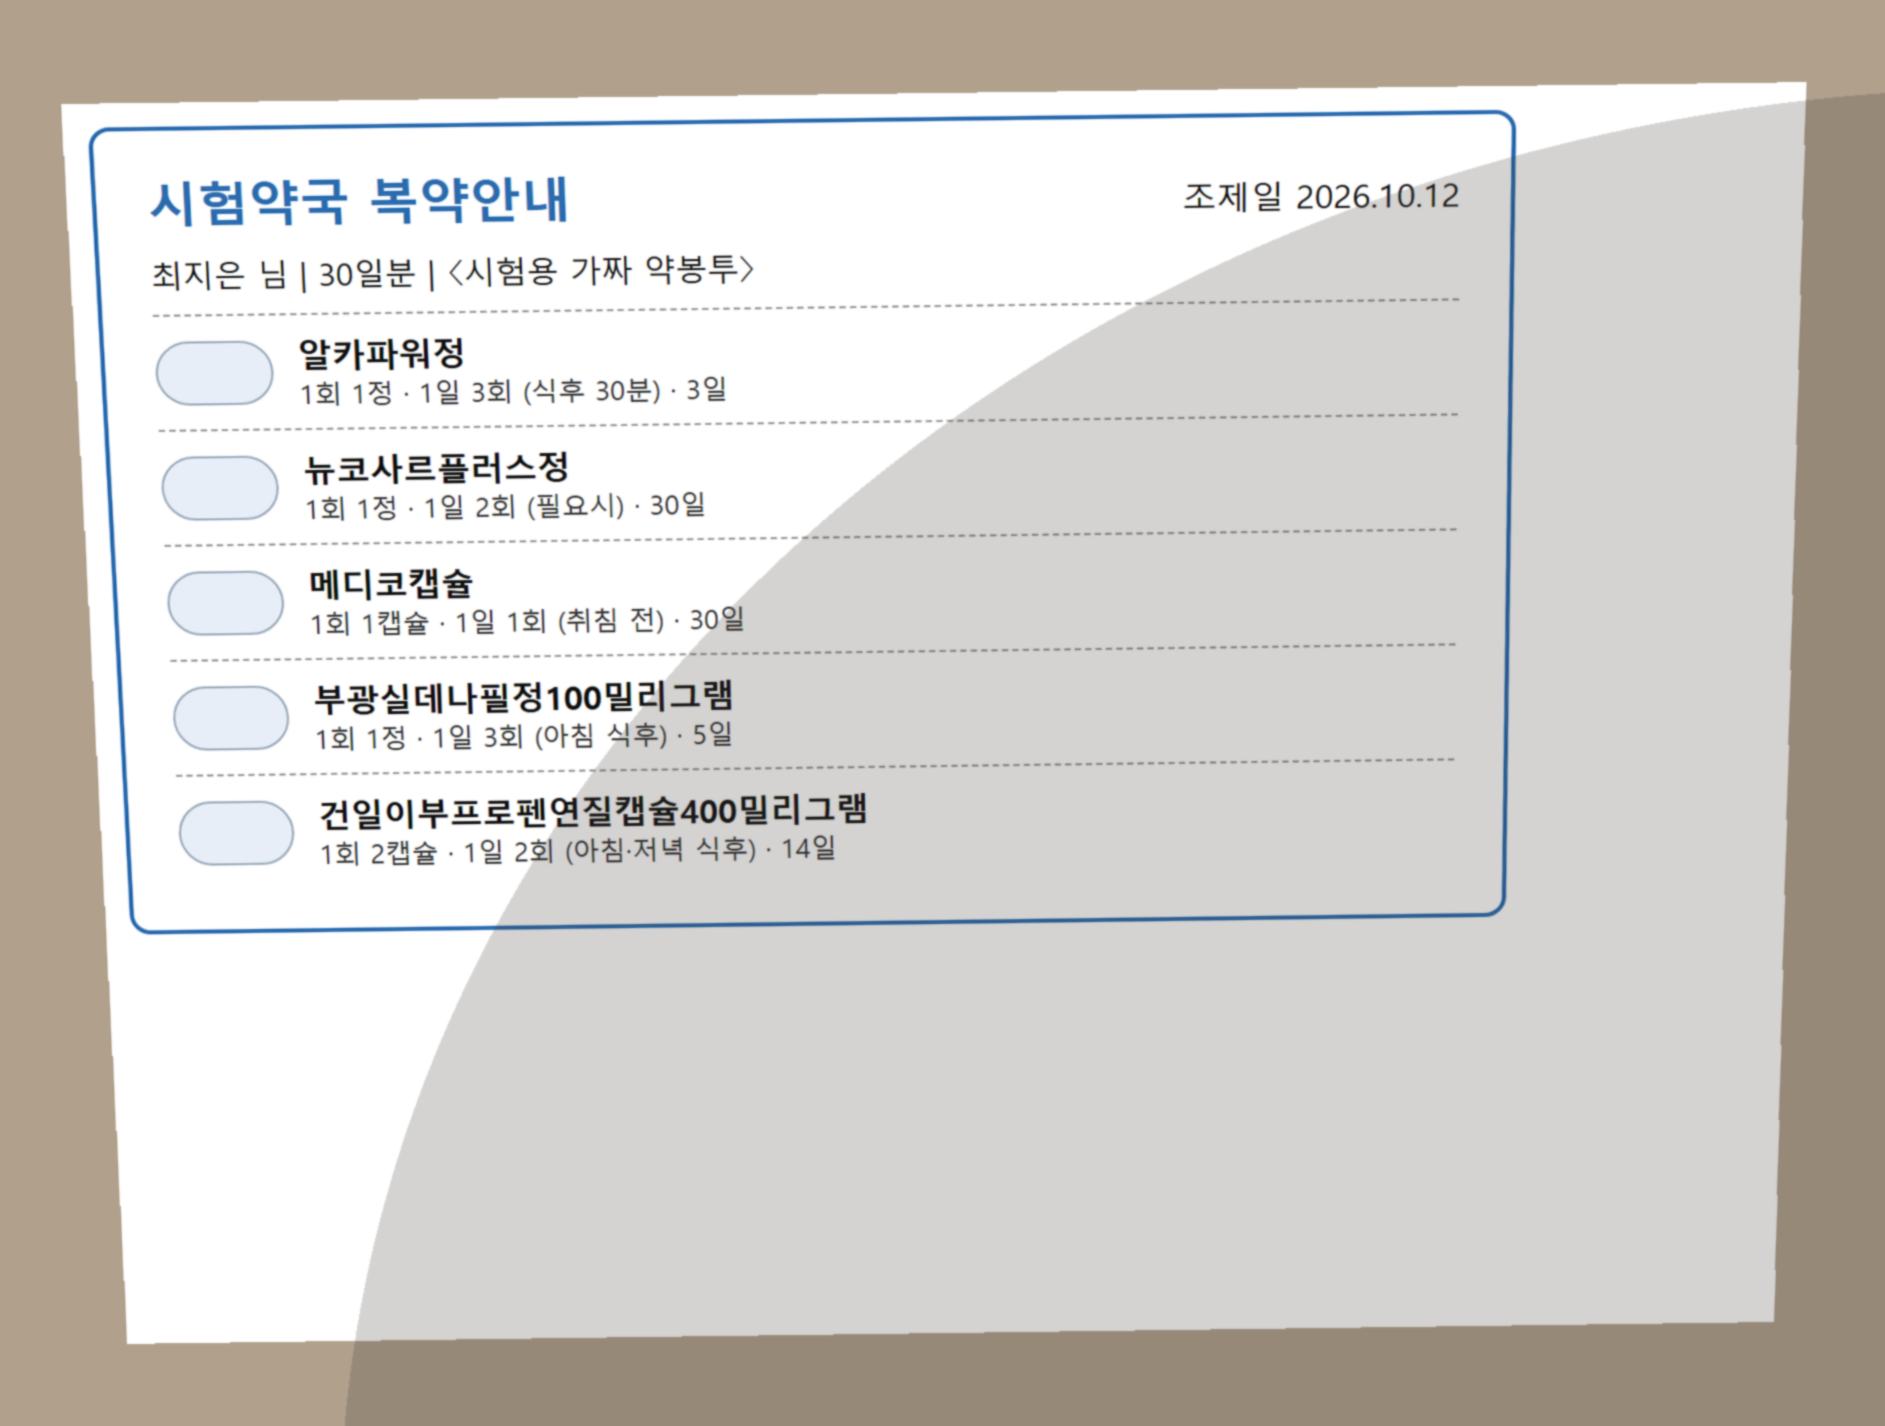 시험약국 복약안내
조제일 2026.10.12
최지은 님 | 30일분 | 〈시험용 가짜 약봉투〉
알카파워정
1회 1정 · 1일 3회 (식후 30분) · 3일
뉴코사르플러스정
1회 1정 · 1일 2회 (필요시) · 30일
메디코캡슐
1회 1캡슐 · 1일 1회 (취침 전) · 30일
부광실데나필정100밀리그램
1회 1정 · 1일 3회 (아침 식후) · 5일
건일이부프로펜연질캡슐400밀리그램
1회 2캡슐 · 1일 2회 (아침·저녁 식후) · 14일